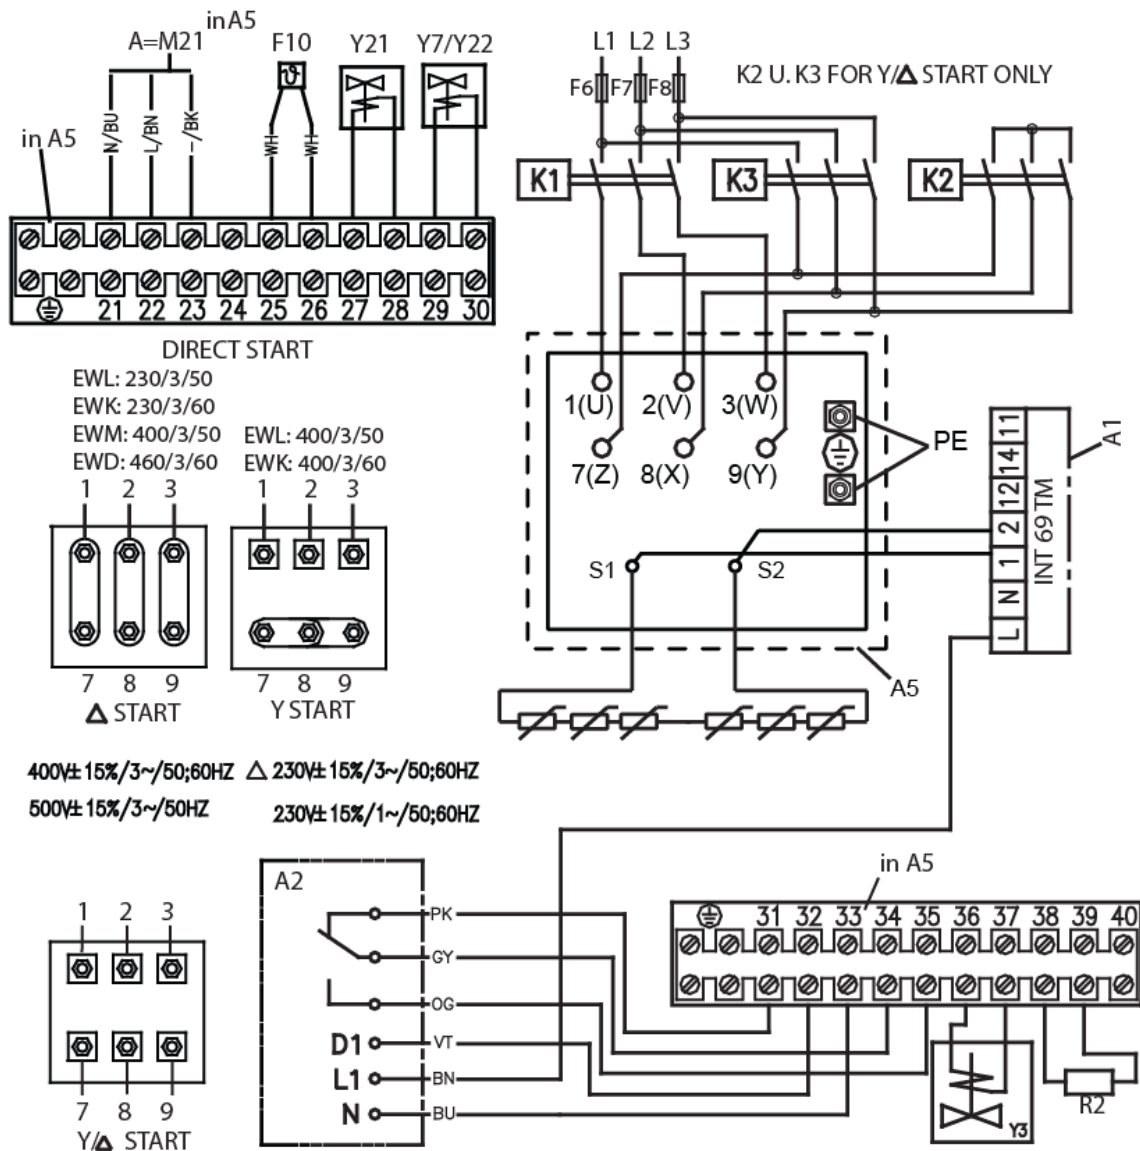 in A5
A=M21
F10
Y21
Y7/Y22
in A5
N/BU
L/BN
–/BK
WH
WH
21 22 23 24 25 26 27 28 29 30
L1 L2 L3
F6 F7 F8
K2 U. K3 FOR Y/Δ START ONLY
K1
K3
K2
DIRECT START
EWL: 230/3/50
EWK: 230/3/60
EWM: 400/3/50
EWD: 460/3/60
EWL: 400/3/50
EWK: 400/3/60
1 2 3
7 8 9
Δ START
1 2 3
7 8 9
Y START
1(U) 2(V) 3(W)
7(Z) 8(X) 9(Y)
PE
S1
S2
A5
11
14
12
2
1
N
L
INT 69 TM
A1
400V± 15%/3~/50;60HZ △ 230V± 15%/3~/50;60HZ
500V± 15%/3~/50HZ
230V± 15%/1~/50;60HZ
1 2 3
7 8 9
Y/Δ START
A2
PK
GY
OG
D1 VT
L1 BN
N BU
in A5
31 32 33 34 35 36 37 38 39 40
Y3
R2